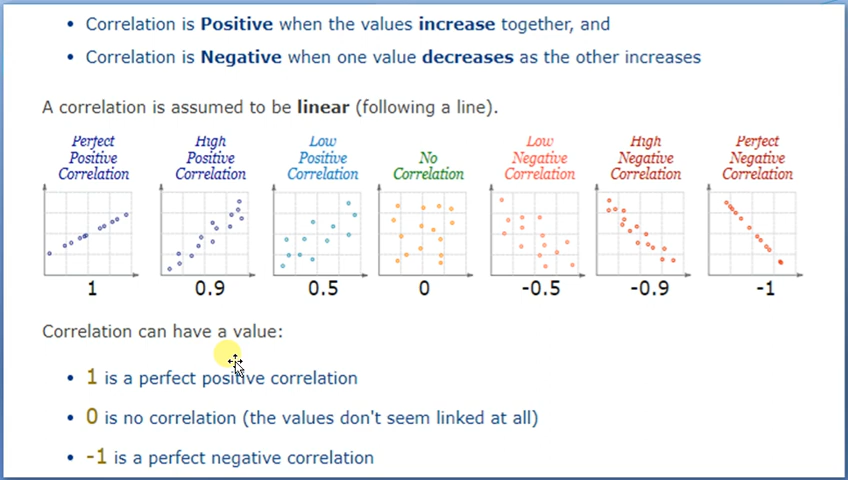 • Correlation is Positive when the values increase together, and
• Correlation is Negative when one value decreases as the other increases
A correlation is assumed to be linear (following a line).
Perfect Positive Correlation
High Positive Correlation
Low Positive Correlation
No Correlation
Low Negative Correlation
High Negative Correlation
Perfect Negative Correlation
1 0.9 0.5 0 -0.5 -0.9 -1
Correlation can have a value:
• 1 is a perfect positive correlation
• 0 is no correlation (the values don't seem linked at all)
• -1 is a perfect negative correlation